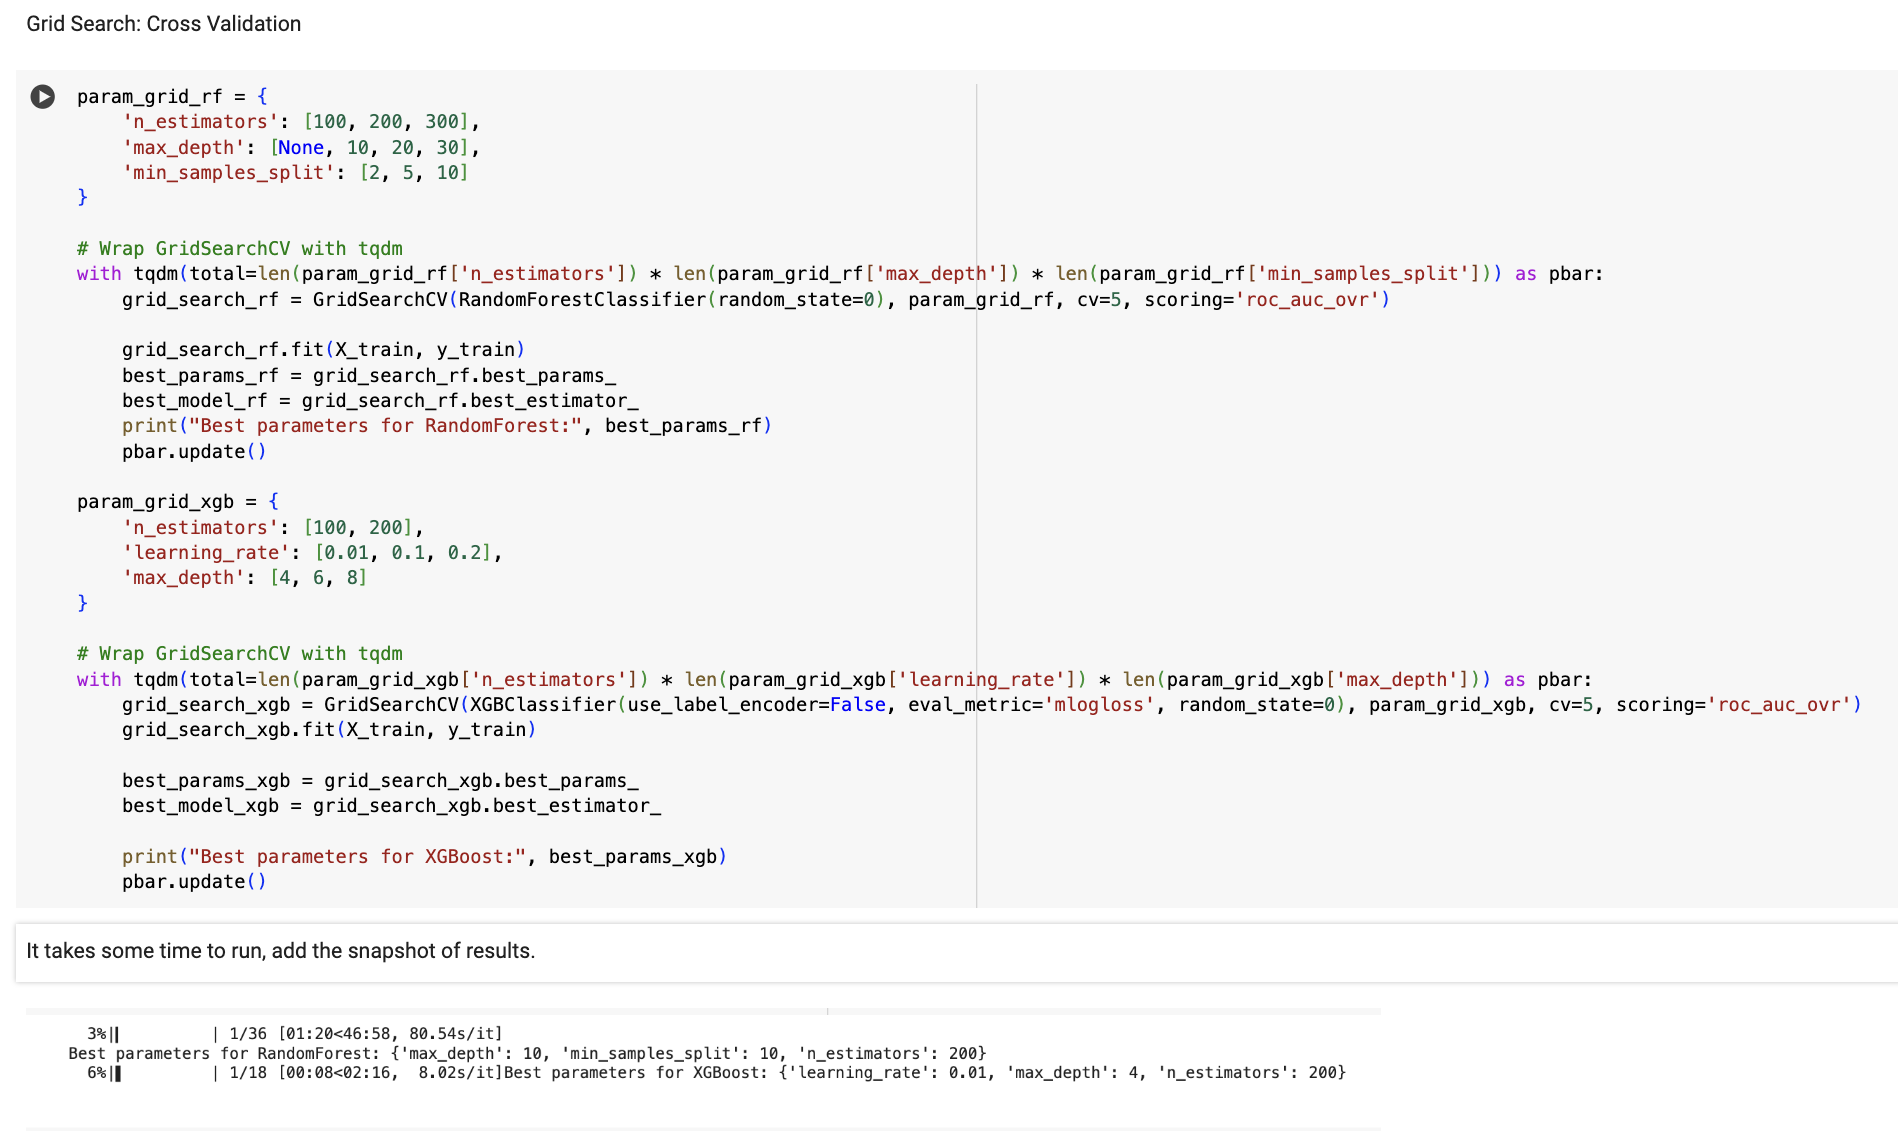 Grid Search: Cross Validation
param_grid_rf = {
    'n_estimators': [100, 200, 300],
    'max_depth': [None, 10, 20, 30],
    'min_samples_split': [2, 5, 10]
}
# Wrap GridSearchCV with tqdm
with tqdm(total=len(param_grid_rf['n_estimators']) * len(param_grid_rf['max_depth']) * len(param_grid_rf['min_samples_split'])) as pbar:
    grid_search_rf = GridSearchCV(RandomForestClassifier(random_state=0), param_grid_rf, cv=5, scoring='roc_auc_ovr')
    grid_search_rf.fit(X_train, y_train)
    best_params_rf = grid_search_rf.best_params_
    best_model_rf = grid_search_rf.best_estimator_
    print("Best parameters for RandomForest:", best_params_rf)
    pbar.update()
param_grid_xgb = {
    'n_estimators': [100, 200],
    'learning_rate': [0.01, 0.1, 0.2],
    'max_depth': [4, 6, 8]
}
# Wrap GridSearchCV with tqdm
with tqdm(total=len(param_grid_xgb['n_estimators']) * len(param_grid_xgb['learning_rate']) * len(param_grid_xgb['max_depth'])) as pbar:
    grid_search_xgb = GridSearchCV(XGBClassifier(use_label_encoder=False, eval_metric='mlogloss', random_state=0), param_grid_xgb, cv=5, scoring='roc_auc_ovr')
    grid_search_xgb.fit(X_train, y_train)
    best_params_xgb = grid_search_xgb.best_params_
    best_model_xgb = grid_search_xgb.best_estimator_
    print("Best parameters for XGBoost:", best_params_xgb)
    pbar.update()
It takes some time to run, add the snapshot of results.
3%|▎         | 1/36 [01:20<46:58, 80.54s/it]
Best parameters for RandomForest: {'max_depth': 10, 'min_samples_split': 10, 'n_estimators': 200}
6%|▌         | 1/18 [00:08<02:16,  8.02s/it]Best parameters for XGBoost: {'learning_rate': 0.01, 'max_depth': 4, 'n_estimators': 200}